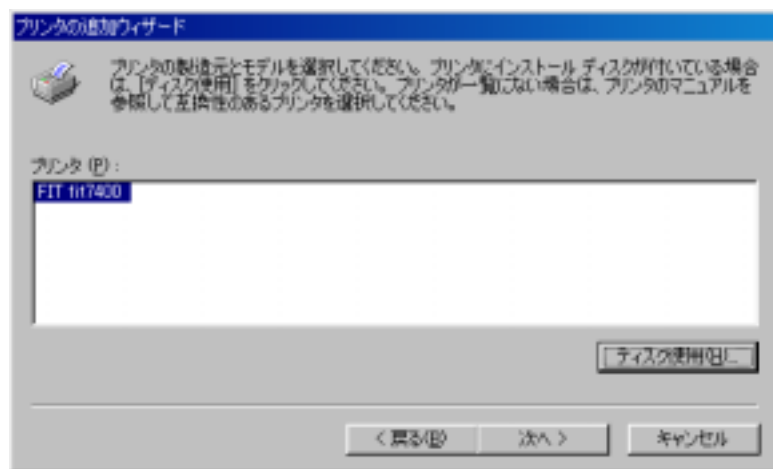 プリンタの追加ウィザード
プリンタの製造元とモデルを選択してください。プリンタにインストール ディスクが付いている場合
は、[ディスク使用] をクリックしてください。プリンタが一覧にない場合は、プリンタのマニュアルを
参照して互換性のあるプリンタを選択してください。
プリンタ (P) :
FIT fit7400
ディスク使用(H)...
< 戻る(B)
次へ >
キャンセル